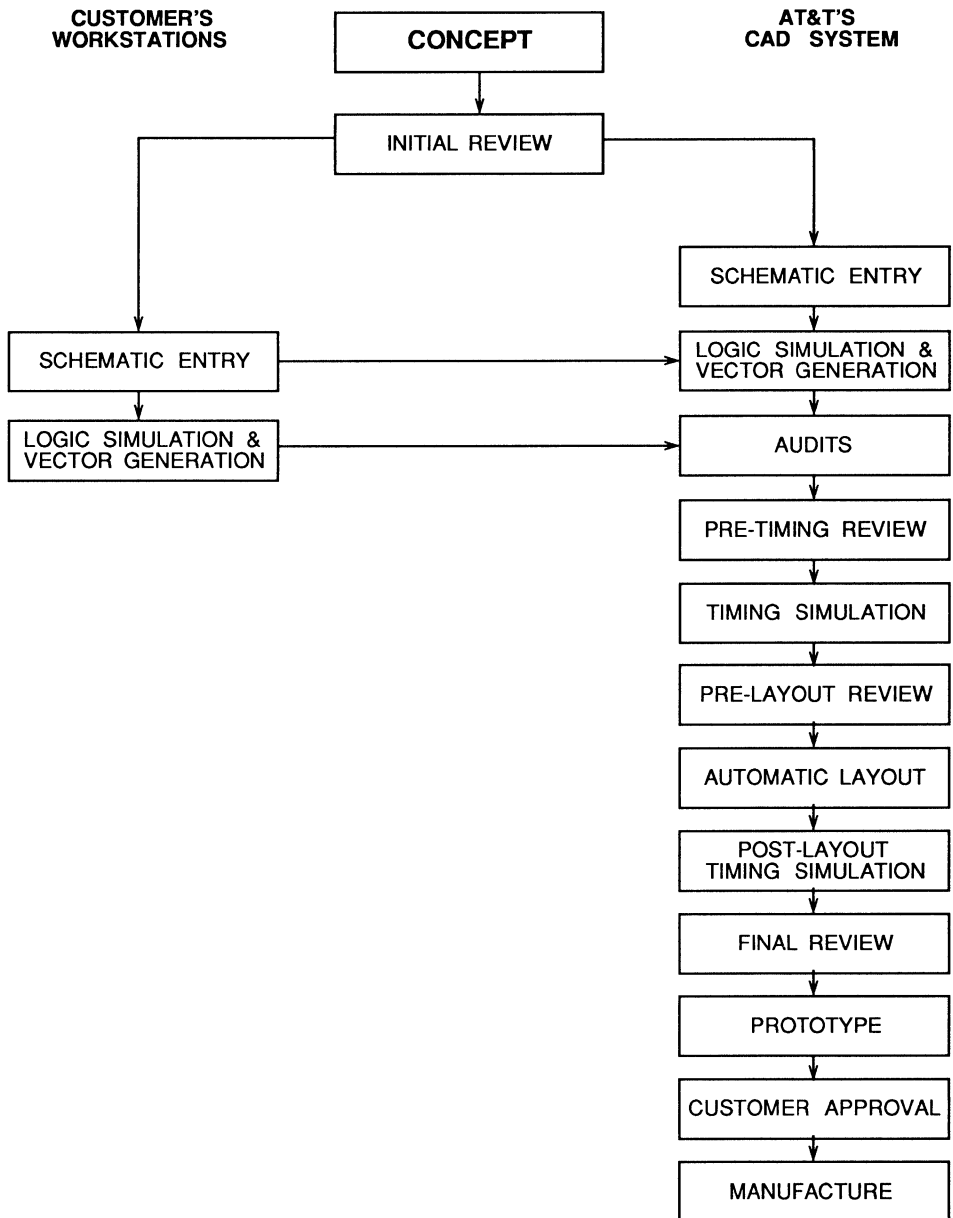 CUSTOMER'S
WORKSTATIONS
CONCEPT
AT&T'S
CAD SYSTEM
INITIAL REVIEW
SCHEMATIC ENTRY
SCHEMATIC ENTRY
LOGIC SIMULATION &
VECTOR GENERATION
LOGIC SIMULATION &
VECTOR GENERATION
AUDITS
PRE-TIMING REVIEW
TIMING SIMULATION
PRE-LAYOUT REVIEW
AUTOMATIC LAYOUT
POST-LAYOUT
TIMING SIMULATION
FINAL REVIEW
PROTOTYPE
CUSTOMER APPROVAL
MANUFACTURE